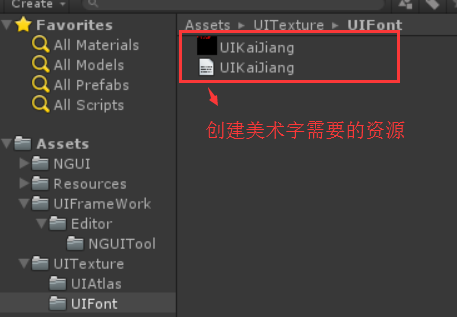 Create
Favorites
All Materials
All Models
All Prefabs
All Scripts
Assets
NGUI
Resources
UIFrameWork
Editor
NGUITool
UITexture
UIAtlas
UIFont
Assets ▸ UITexture ▸ UIFont
UIKaiJiang
UIKaiJiang
创建美术字需要的资源